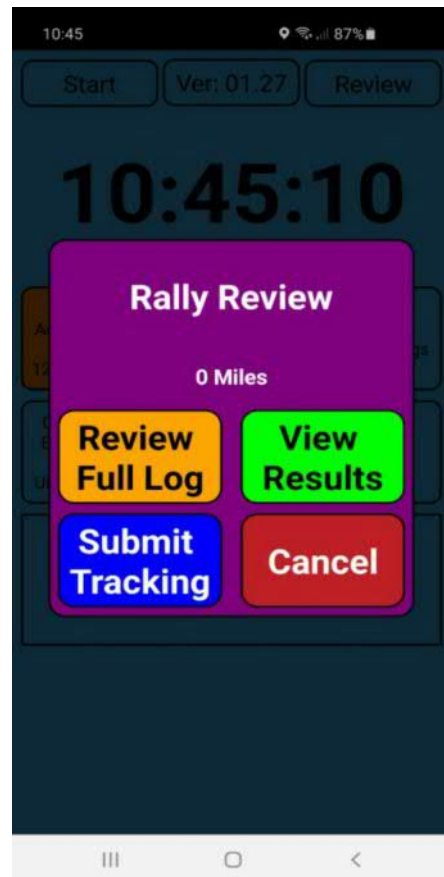 10:45
87%
Start
Ver: 01.27
Review
10:45:10
Rally Review
0 Miles
Review
Full Log
View
Results
Submit
Tracking
Cancel